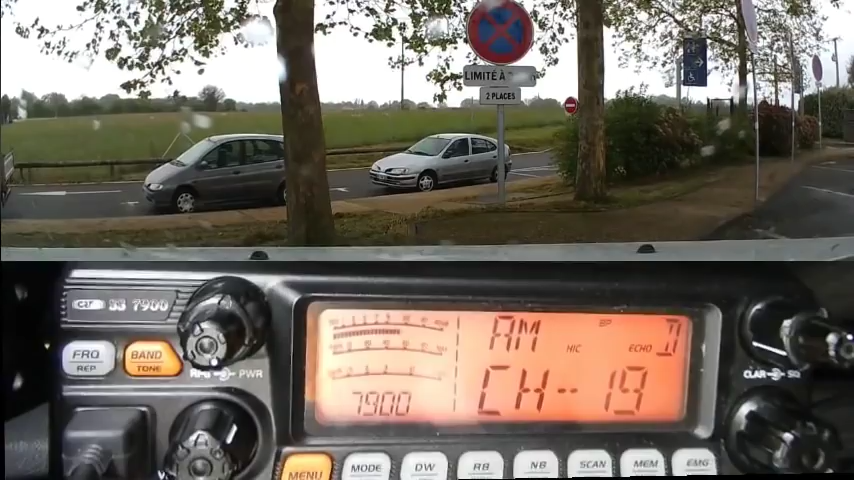 LIMITÉ À
2 PLACES
CRT SS 7900
FRQ
REP
BAND
TONE
PWR
AM
HIC
ECHO
7900
CH--19
CLAR SQ
MENU
MODE
DW
RB
NB
SCAN
MEM
EMG